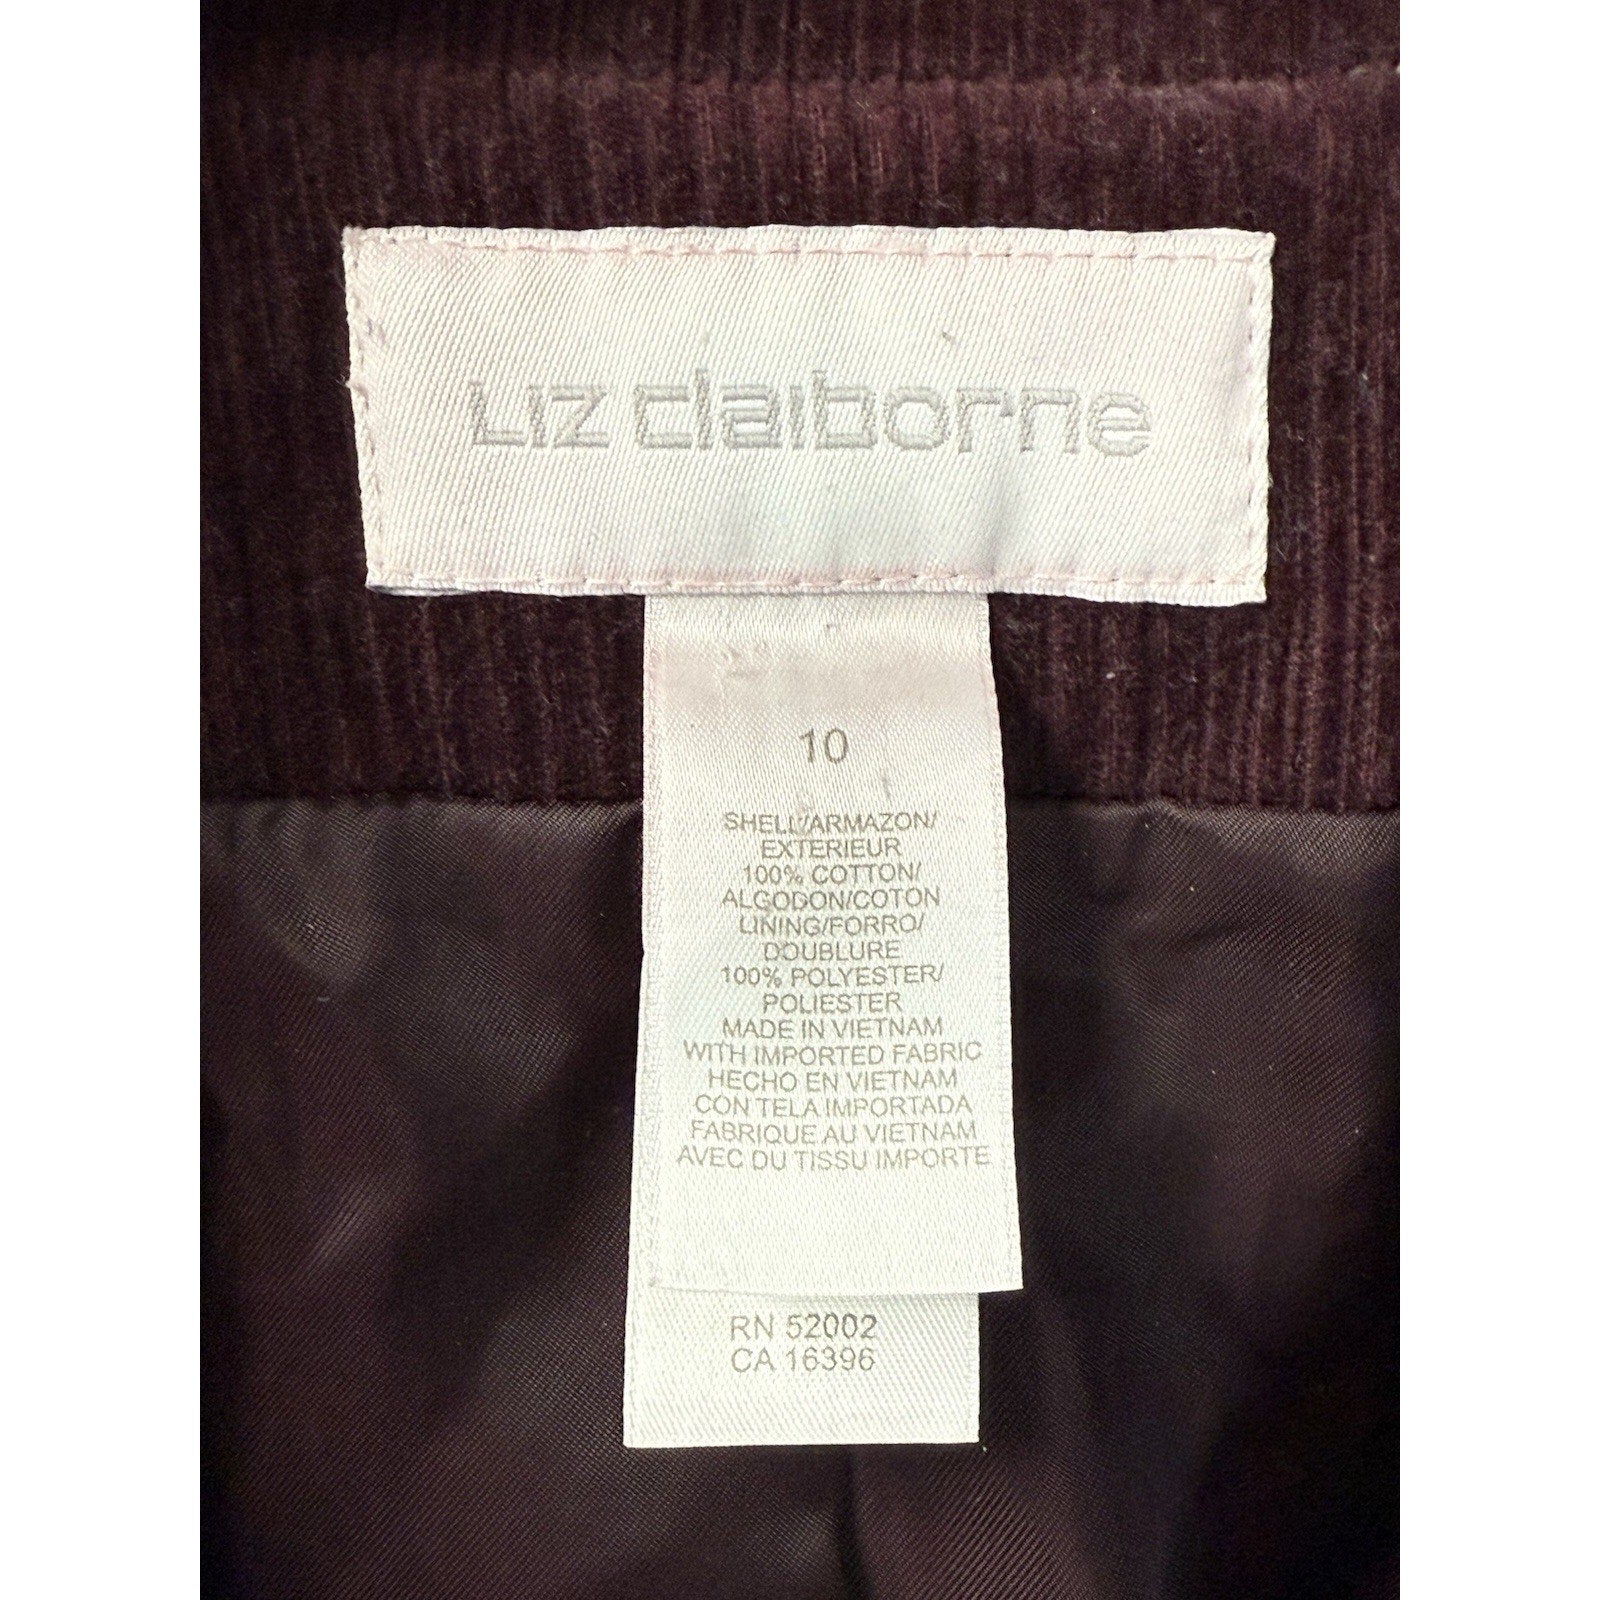 Liz claiborne
10
SHELL/ARMAZON/
EXTERIEUR
100% COTTON/
ALGODON/COTON
LINING/FORRO/
DOUBLURE
100% POLYESTER/
POLIESTER
MADE IN VIETNAM
WITH IMPORTED FABRIC
HECHO EN VIETNAM
CON TELA IMPORTADA
FABRIQUE AU VIETNAM
AVEC DU TISSU IMPORTE
RN 52002
CA 16396